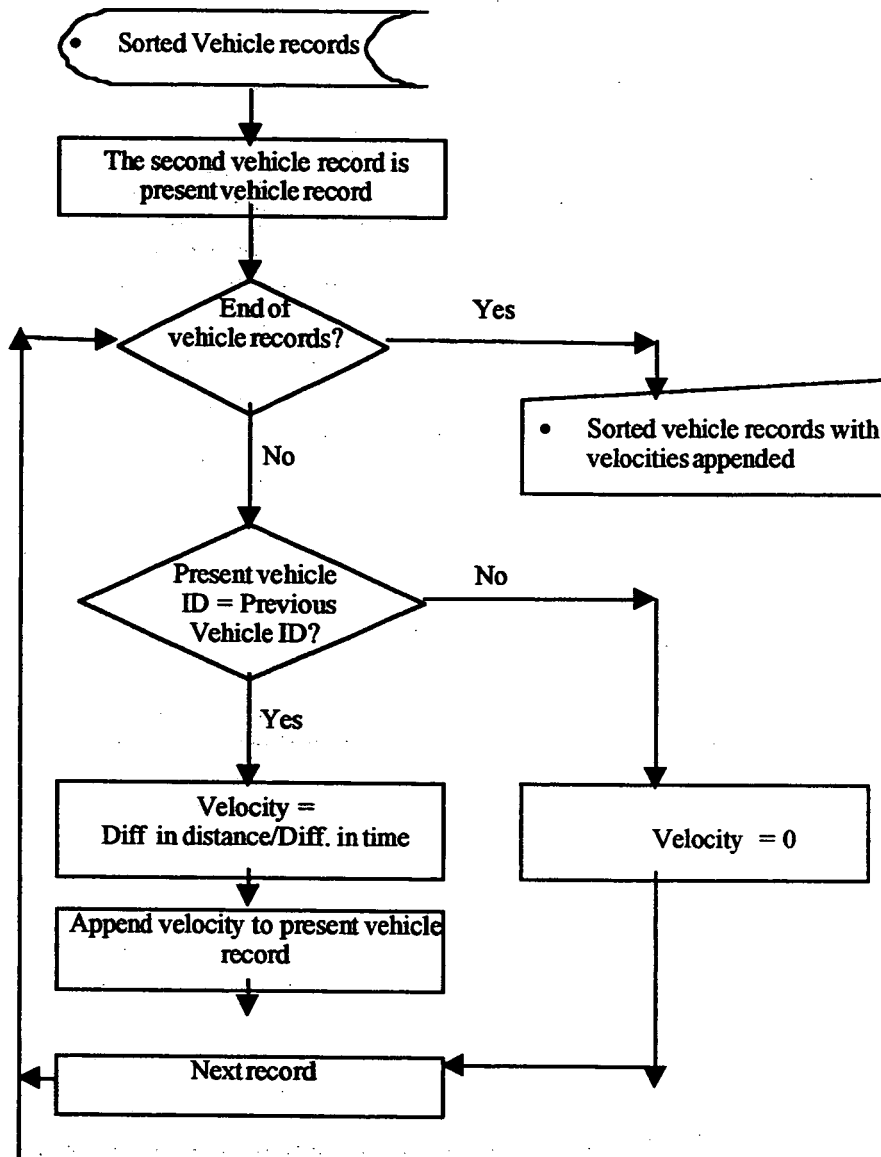 • Sorted Vehicle records
The second vehicle record is
present vehicle record
End of
vehicle records?
Yes
• Sorted vehicle records with
velocities appended
No
Present vehicle
ID = Previous
Vehicle ID?
No
Yes
Velocity =
Diff in distance/Diff. in time
Velocity = 0
Append velocity to present vehicle
record
Next record